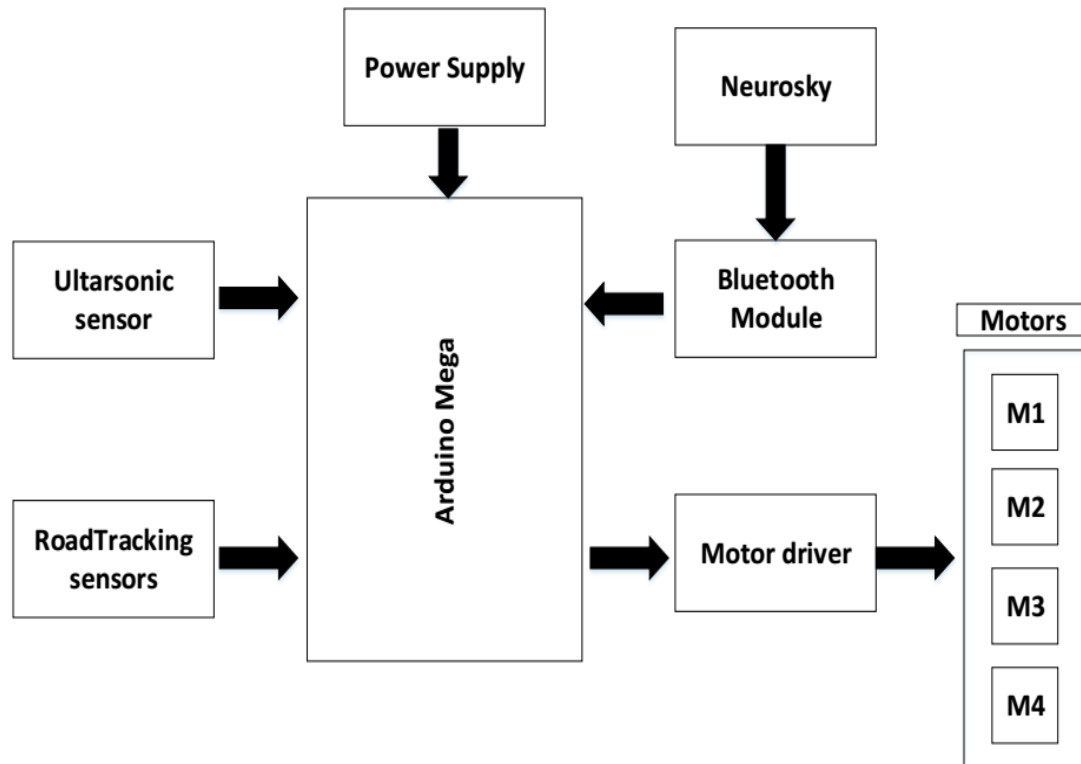 Power Supply
Neurosky
Ultarsonic
sensor
Bluetooth
Module
Motors
Arduino Mega
M1
M2
RoadTracking
sensors
Motor driver
M3
M4